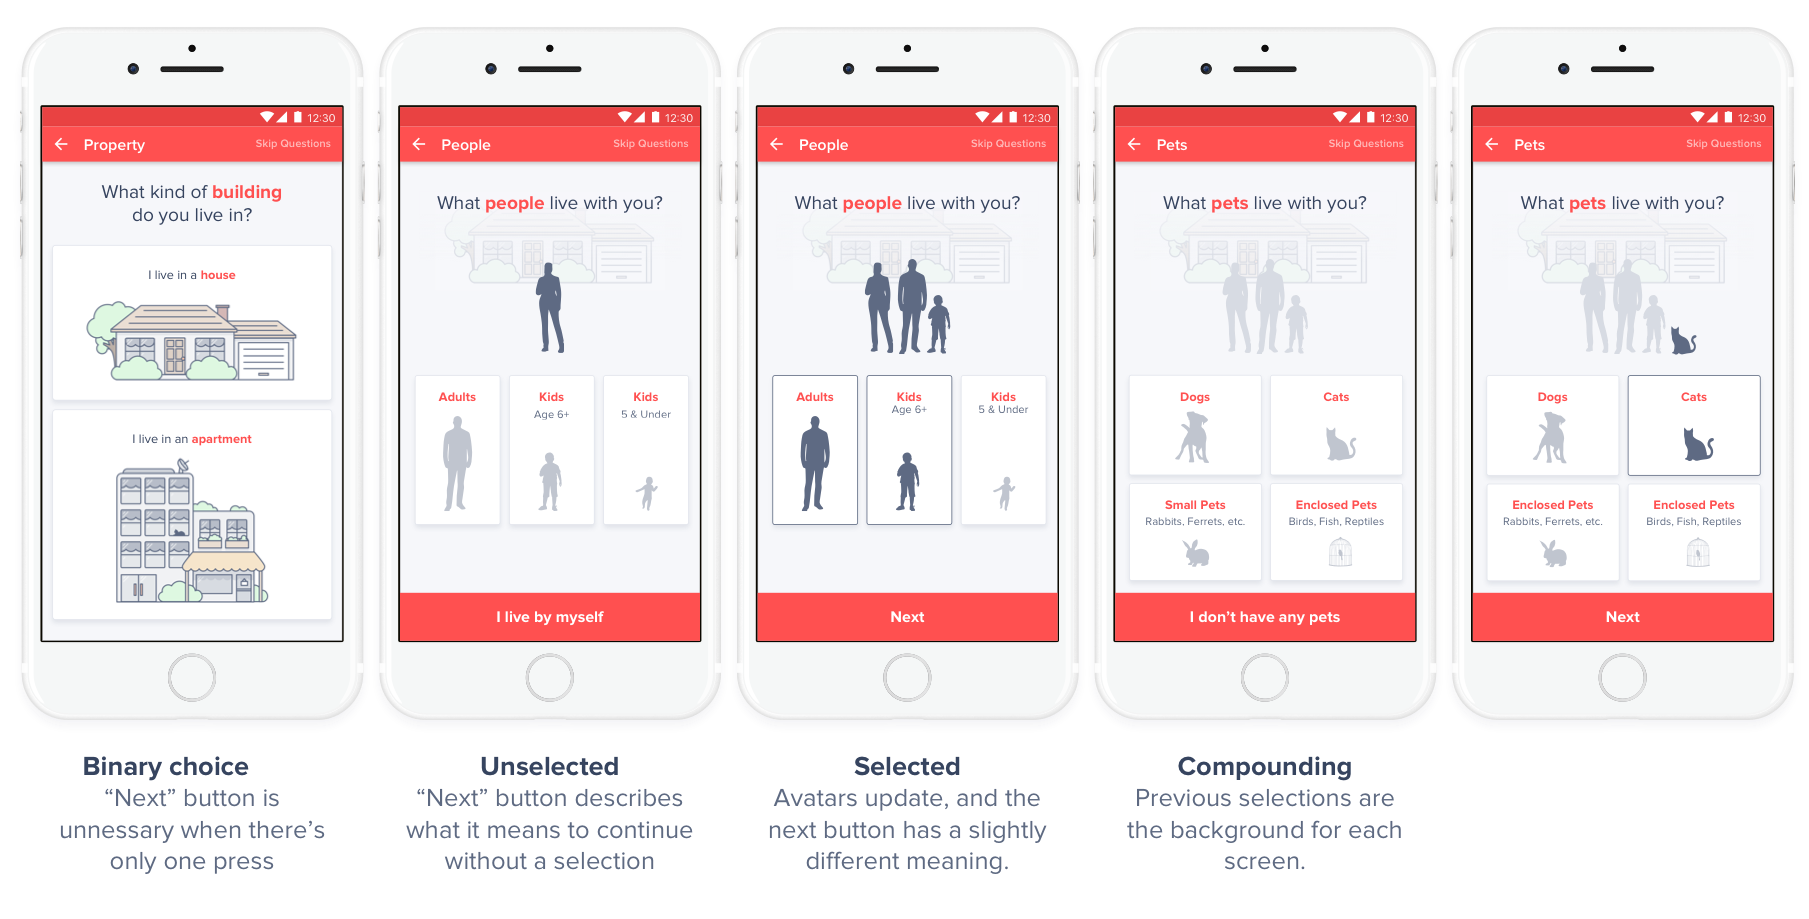 12:30
Property
Skip Questions
What kind of building
do you live in?
I live in a house
I live in an apartment
12:30
People
Skip Questions
What people live with you?
Adults
Kids
Age 6+
Kids
5 & Under
I live by myself
12:30
People
Skip Questions
What people live with you?
Adults
Kids
Age 6+
Kids
5 & Under
Next
12:30
Pets
Skip Questions
What pets live with you?
Dogs
Cats
Small Pets
Rabbits, Ferrets, etc.
Enclosed Pets
Birds, Fish, Reptiles
I don't have any pets
12:30
Pets
Skip Questions
What pets live with you?
Dogs
Cats
Enclosed Pets
Rabbits, Ferrets, etc.
Enclosed Pets
Birds, Fish, Reptiles
Next
Binary choice
“Next” button is
unnessary when there’s
only one press
Unselected
“Next” button describes
what it means to continue
without a selection
Selected
Avatars update, and the
next button has a slightly
different meaning.
Compounding
Previous selections are
the background for each
screen.